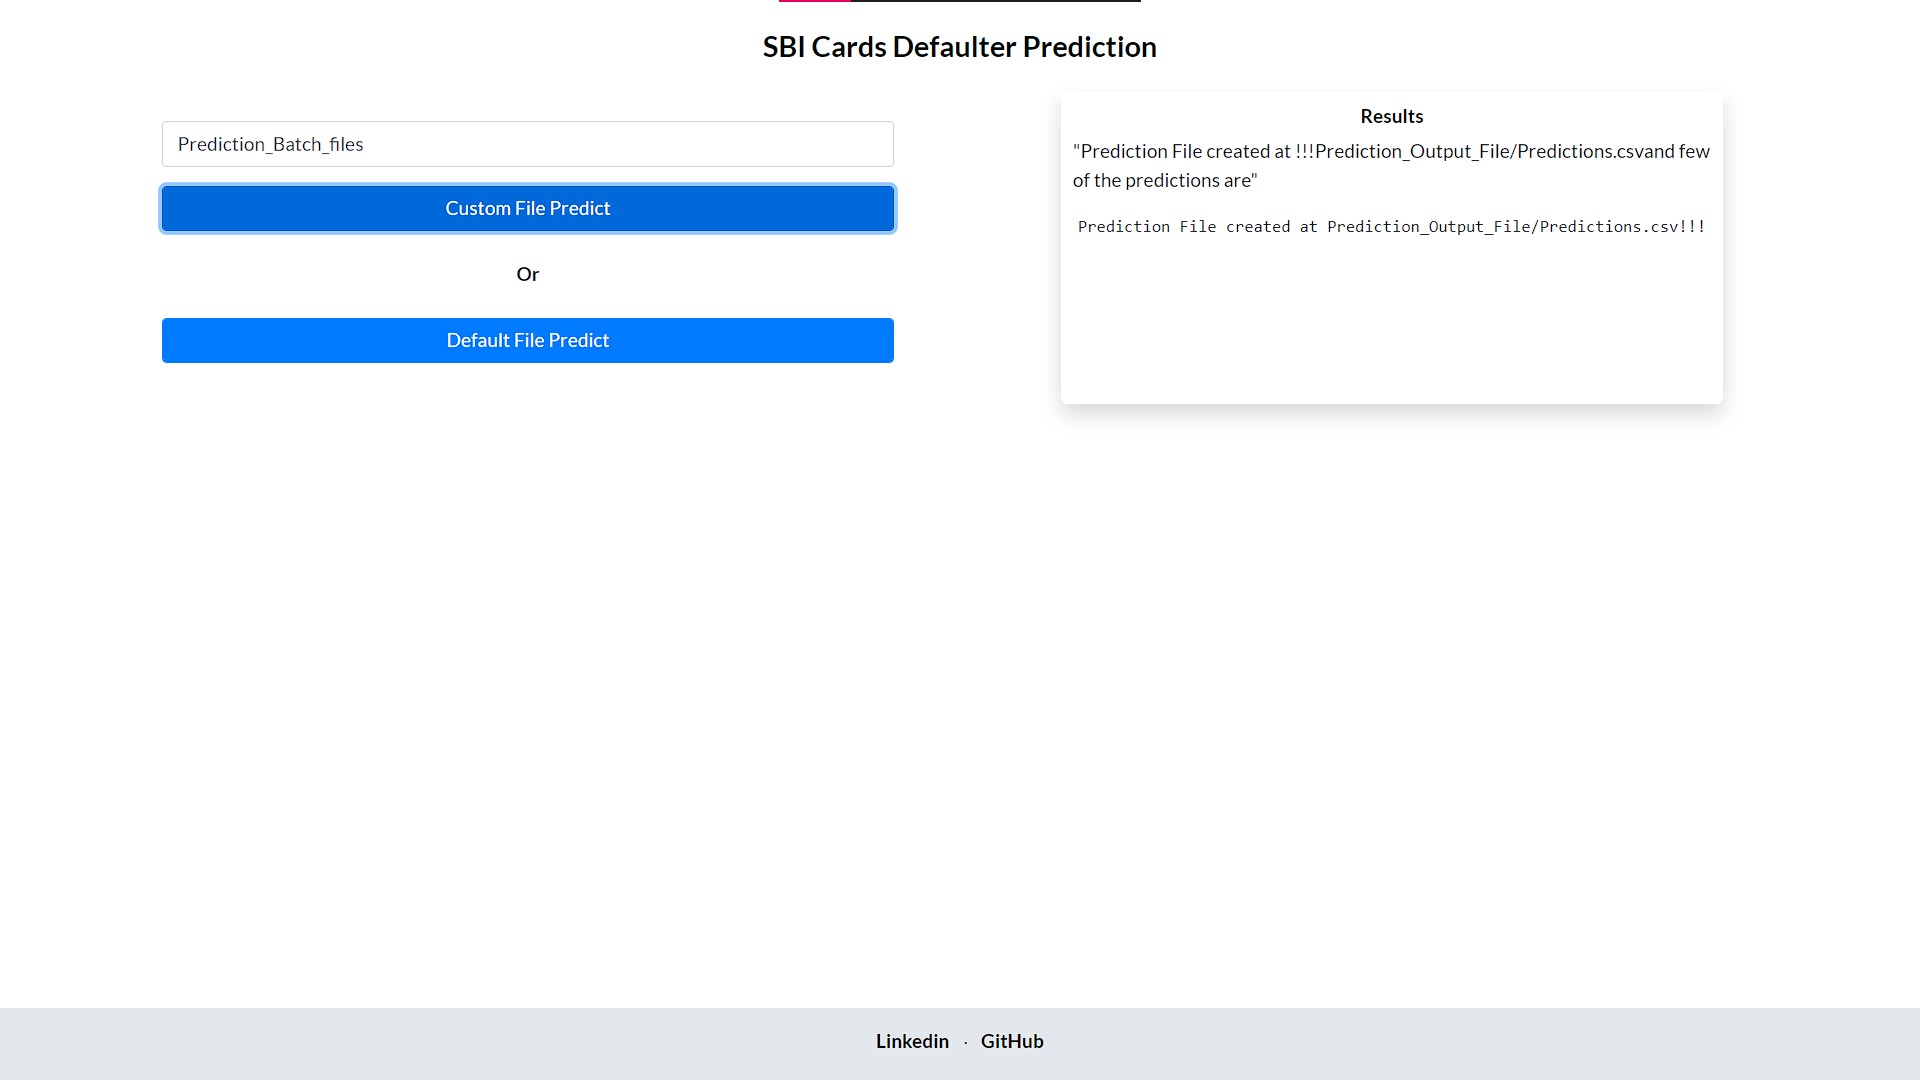 SBI Cards Defaulter Prediction
Prediction_Batch_files
Custom File Predict
Or
Default File Predict
Results
"Prediction File created at !!!Prediction_Output_File/Predictions.csvand few
of the predictions are"
Prediction File created at Prediction_Output_File/Predictions.csv!!!
Linkedin · GitHub